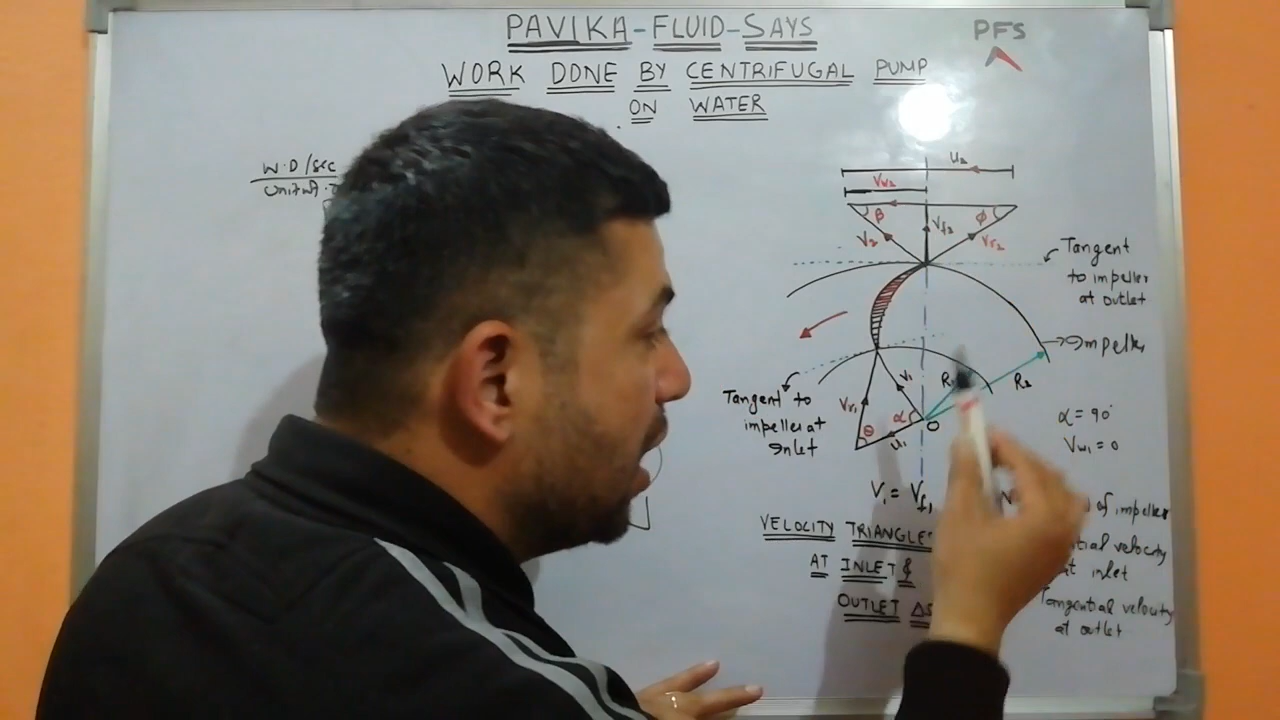 PAVIKA-FLUID-SAYS
PFS
WORK DONE BY CENTRIFUGAL PUMP
ON WATER
W.D/sec
Unit wt.
u₂
Vw₂
β
φ
V₂
Vf₂
Vr₂
Tangent
to impeller
at outlet
Impeller
R₁
R₂
Tangent to
impeller at
Inlet
V₁
Vr₁
α
θ
u₁
O
α = 90°
Vw₁ = 0
V₁ = Vf₁
N
of impeller
velocity
at inlet
Tangential velocity
at outlet
VELOCITY TRIANGLE
AT INLET &
OUTLET ΔS